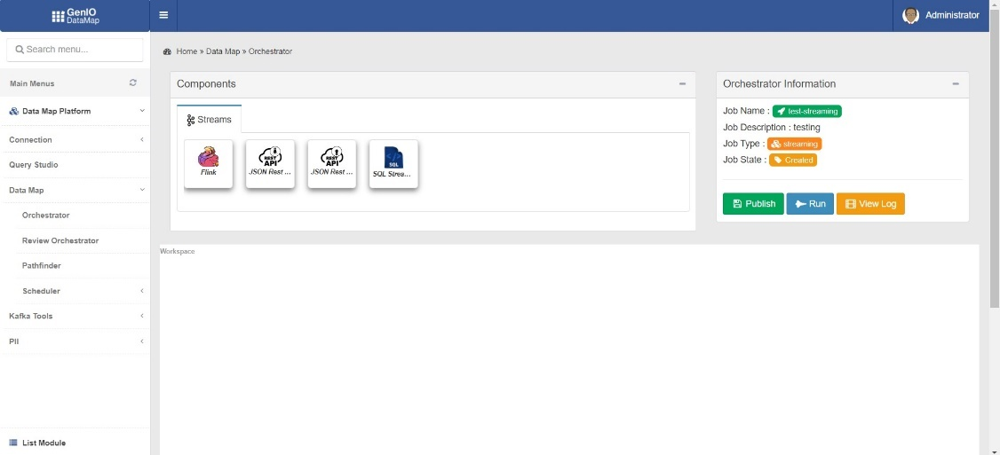 GenIO
DataMap
Administrator
Search menu...
Home » Data Map » Orchestrator
Main Menus
Data Map Platform
Connection
Query Studio
Data Map
Orchestrator
Review Orchestrator
Pathfinder
Scheduler
Kafka Tools
PII
List Module
Components
Streams
Flink
REST
API
JSON Rest ...
REST
API
JSON Rest ...
SQL
SQL Strea...
Orchestrator Information
Job Name : test-streaming
Job Description : testing
Job Type : streaming
Job State : Created
Publish Run View Log
Workspace